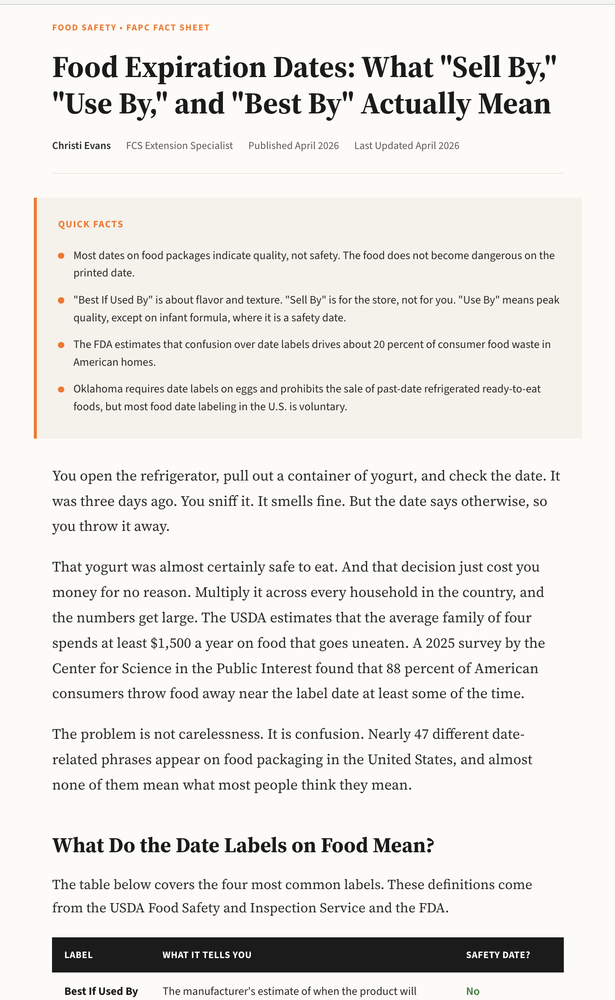 FOOD SAFETY • FAPC FACT SHEET
Food Expiration Dates: What "Sell By,"
"Use By," and "Best By" Actually Mean
Christi Evans FCS Extension Specialist Published April 2026 Last Updated April 2026
QUICK FACTS
Most dates on food packages indicate quality, not safety. The food does not become dangerous on the
printed date.
"Best If Used By" is about flavor and texture. "Sell By" is for the store, not for you. "Use By" means peak
quality, except on infant formula, where it is a safety date.
The FDA estimates that confusion over date labels drives about 20 percent of consumer food waste in
American homes.
Oklahoma requires date labels on eggs and prohibits the sale of past-date refrigerated ready-to-eat
foods, but most food date labeling in the U.S. is voluntary.
You open the refrigerator, pull out a container of yogurt, and check the date. It
was three days ago. You sniff it. It smells fine. But the date says otherwise, so
you throw it away.
That yogurt was almost certainly safe to eat. And that decision just cost you
money for no reason. Multiply it across every household in the country, and
the numbers get large. The USDA estimates that the average family of four
spends at least $1,500 a year on food that goes uneaten. A 2025 survey by the
Center for Science in the Public Interest found that 88 percent of American
consumers throw food away near the label date at least some of the time.
The problem is not carelessness. It is confusion. Nearly 47 different date-
related phrases appear on food packaging in the United States, and almost
none of them mean what most people think they mean.
What Do the Date Labels on Food Mean?
The table below covers the four most common labels. These definitions come
from the USDA Food Safety and Inspection Service and the FDA.
LABEL WHAT IT TELLS YOU SAFETY DATE?
Best If Used By The manufacturer's estimate of when the product will No